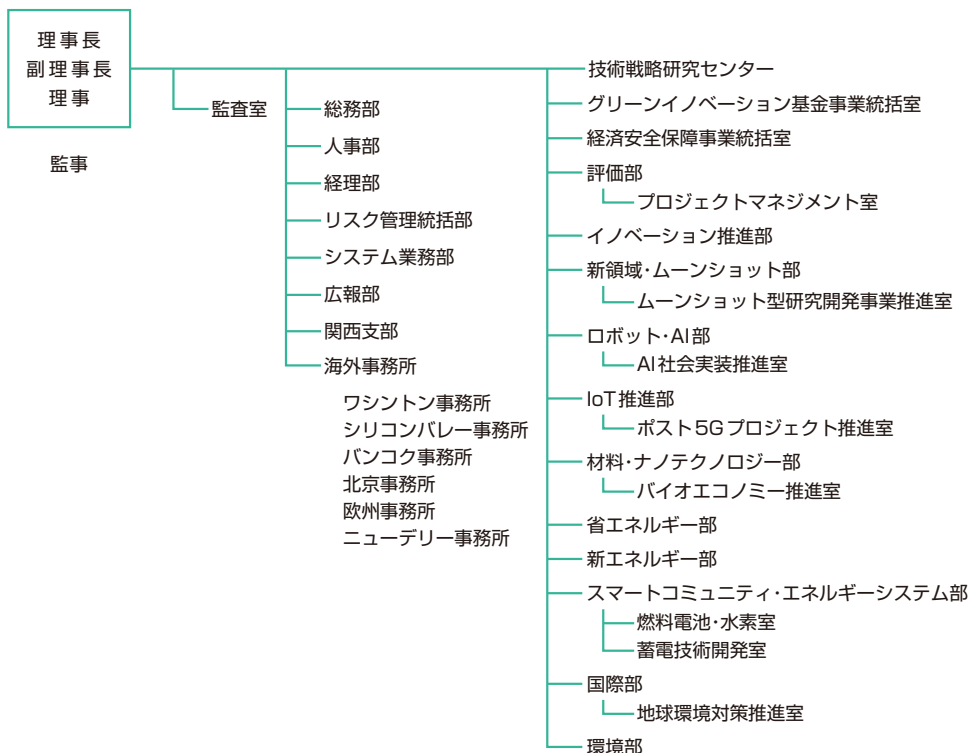 理事長
副理事長
理事
監事
監査室
総務部
人事部
経理部
リスク管理統括部
システム業務部
広報部
関西支部
海外事務所
ワシントン事務所
シリコンバレー事務所
バンコク事務所
北京事務所
欧州事務所
ニューデリー事務所
技術戦略研究センター
グリーンイノベーション基金事業統括室
経済安全保障事業統括室
評価部
プロジェクトマネジメント室
イノベーション推進部
新領域・ムーンショット部
ムーンショット型研究開発事業推進室
ロボット・AI部
AI社会実装推進室
IoT推進部
ポスト5Gプロジェクト推進室
材料・ナノテクノロジー部
バイオエコノミー推進室
省エネルギー部
新エネルギー部
スマートコミュニティ・エネルギーシステム部
燃料電池・水素室
蓄電技術開発室
国際部
地球環境対策推進室
環境部